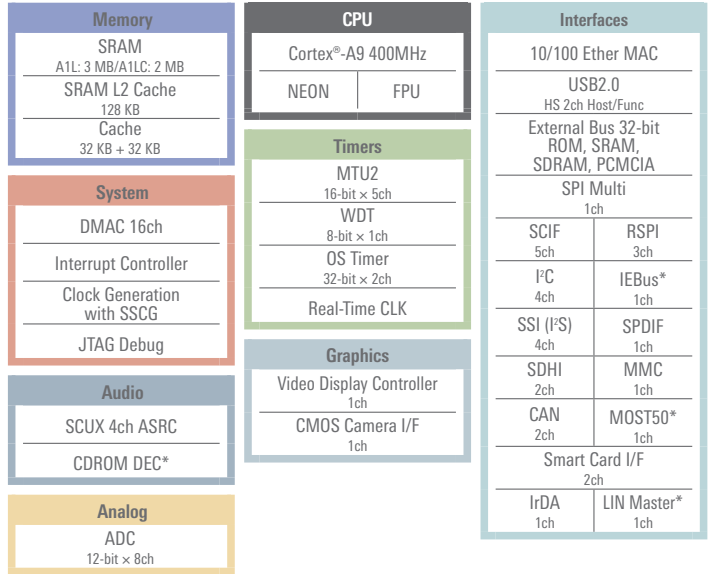 Memory
SRAM
A1L: 3 MB/A1LC: 2 MB
SRAM L2 Cache
128 KB
Cache
32 KB + 32 KB
System
DMAC 16ch
Interrupt Controller
Clock Generation
with SSCG
JTAG Debug
Audio
SCUX 4ch ASRC
CDROM DEC*
Analog
ADC
12-bit × 8ch
CPU
Cortex®-A9 400MHz
NEON FPU
Timers
MTU2
16-bit × 5ch
WDT
8-bit × 1ch
OS Timer
32-bit × 2ch
Real-Time CLK
Graphics
Video Display Controller
1ch
CMOS Camera I/F
1ch
Interfaces
10/100 Ether MAC
USB2.0
HS 2ch Host/Func
External Bus 32-bit
ROM, SRAM,
SDRAM, PCMCIA
SPI Multi
1ch
SCIF RSPI
5ch 3ch
I²C IEBus*
4ch 1ch
SSI (I²S) SPDIF
4ch 1ch
SDHI MMC
2ch 1ch
CAN MOST50*
2ch 1ch
Smart Card I/F
2ch
IrDA LIN Master*
1ch 1ch